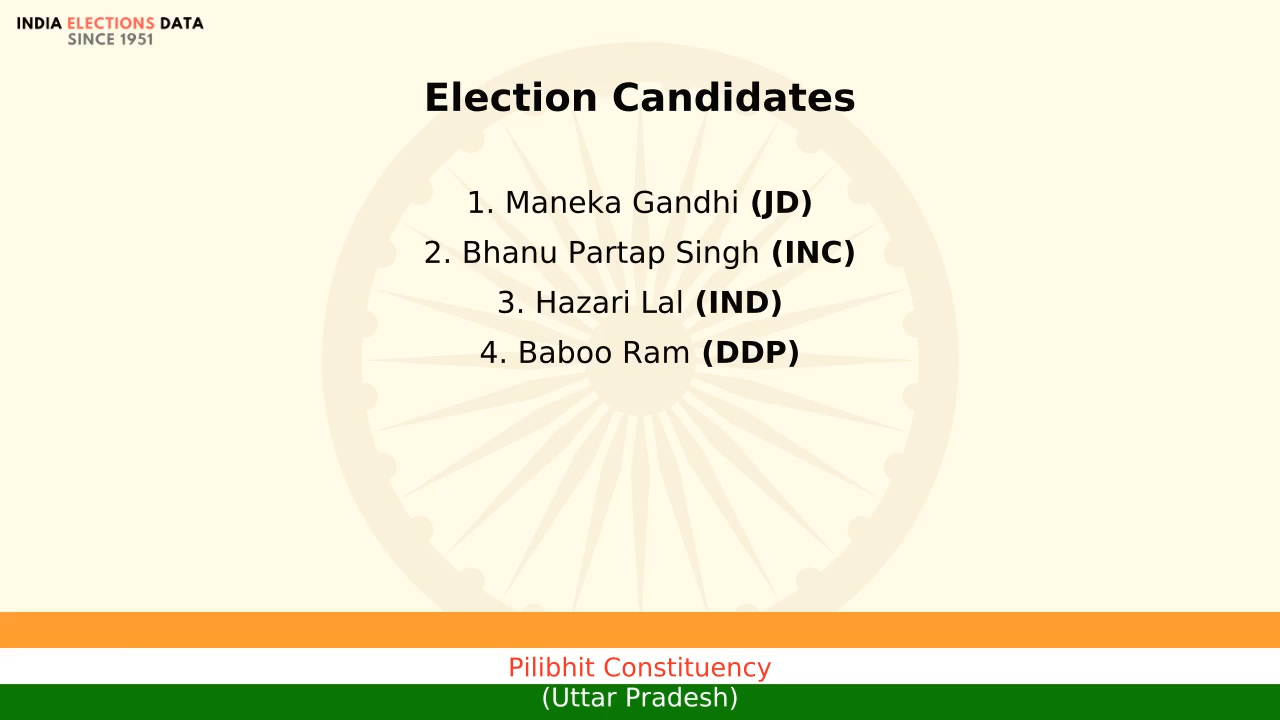 INDIA ELECTIONS DATA
SINCE 1951
Election Candidates
1. Maneka Gandhi (JD)
2. Bhanu Partap Singh (INC)
3. Hazari Lal (IND)
4. Baboo Ram (DDP)
Pilibhit Constituency
(Uttar Pradesh)